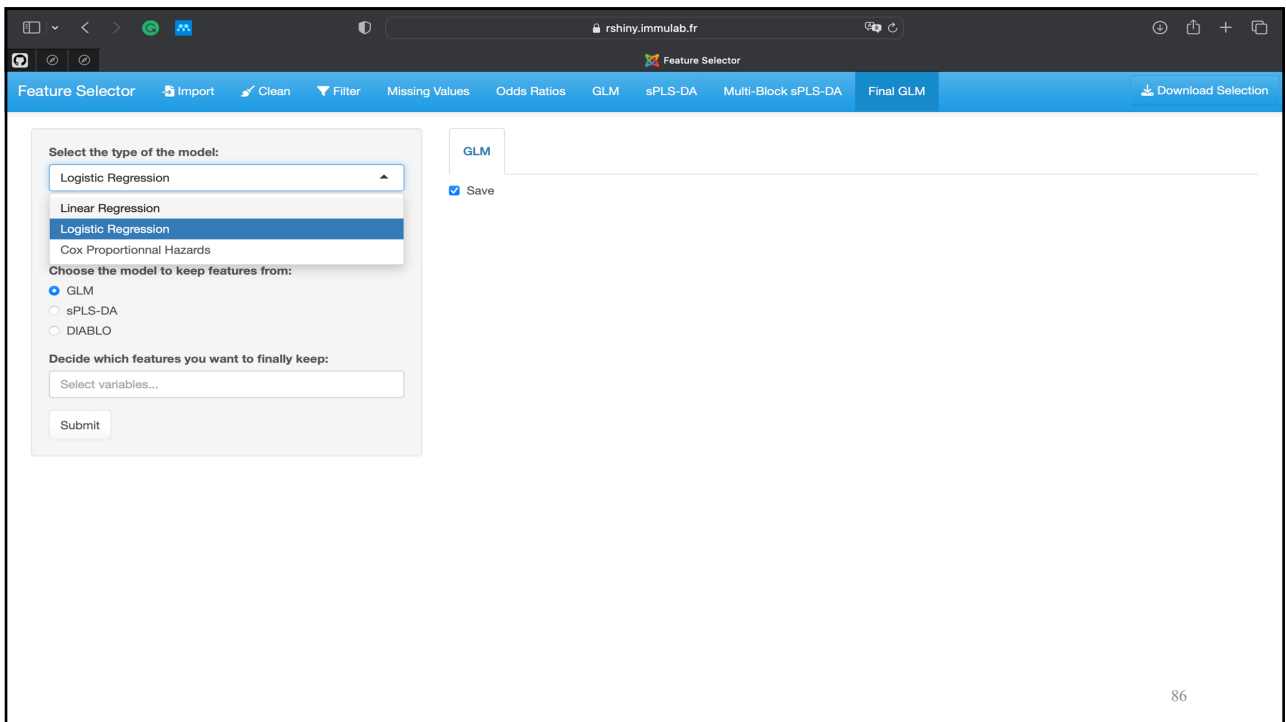 rshiny.immulab.fr
Feature Selector
Feature Selector Import Clean Filter Missing Values Odds Ratios GLM sPLS-DA Multi-Block sPLS-DA Final GLM Download Selection
Select the type of the model:
Logistic Regression
Linear Regression
Logistic Regression
Cox Proportionnal Hazards
Choose the model to keep features from:
GLM
sPLS-DA
DIABLO
Decide which features you want to finally keep:
Select variables...
Submit
GLM
Save
86